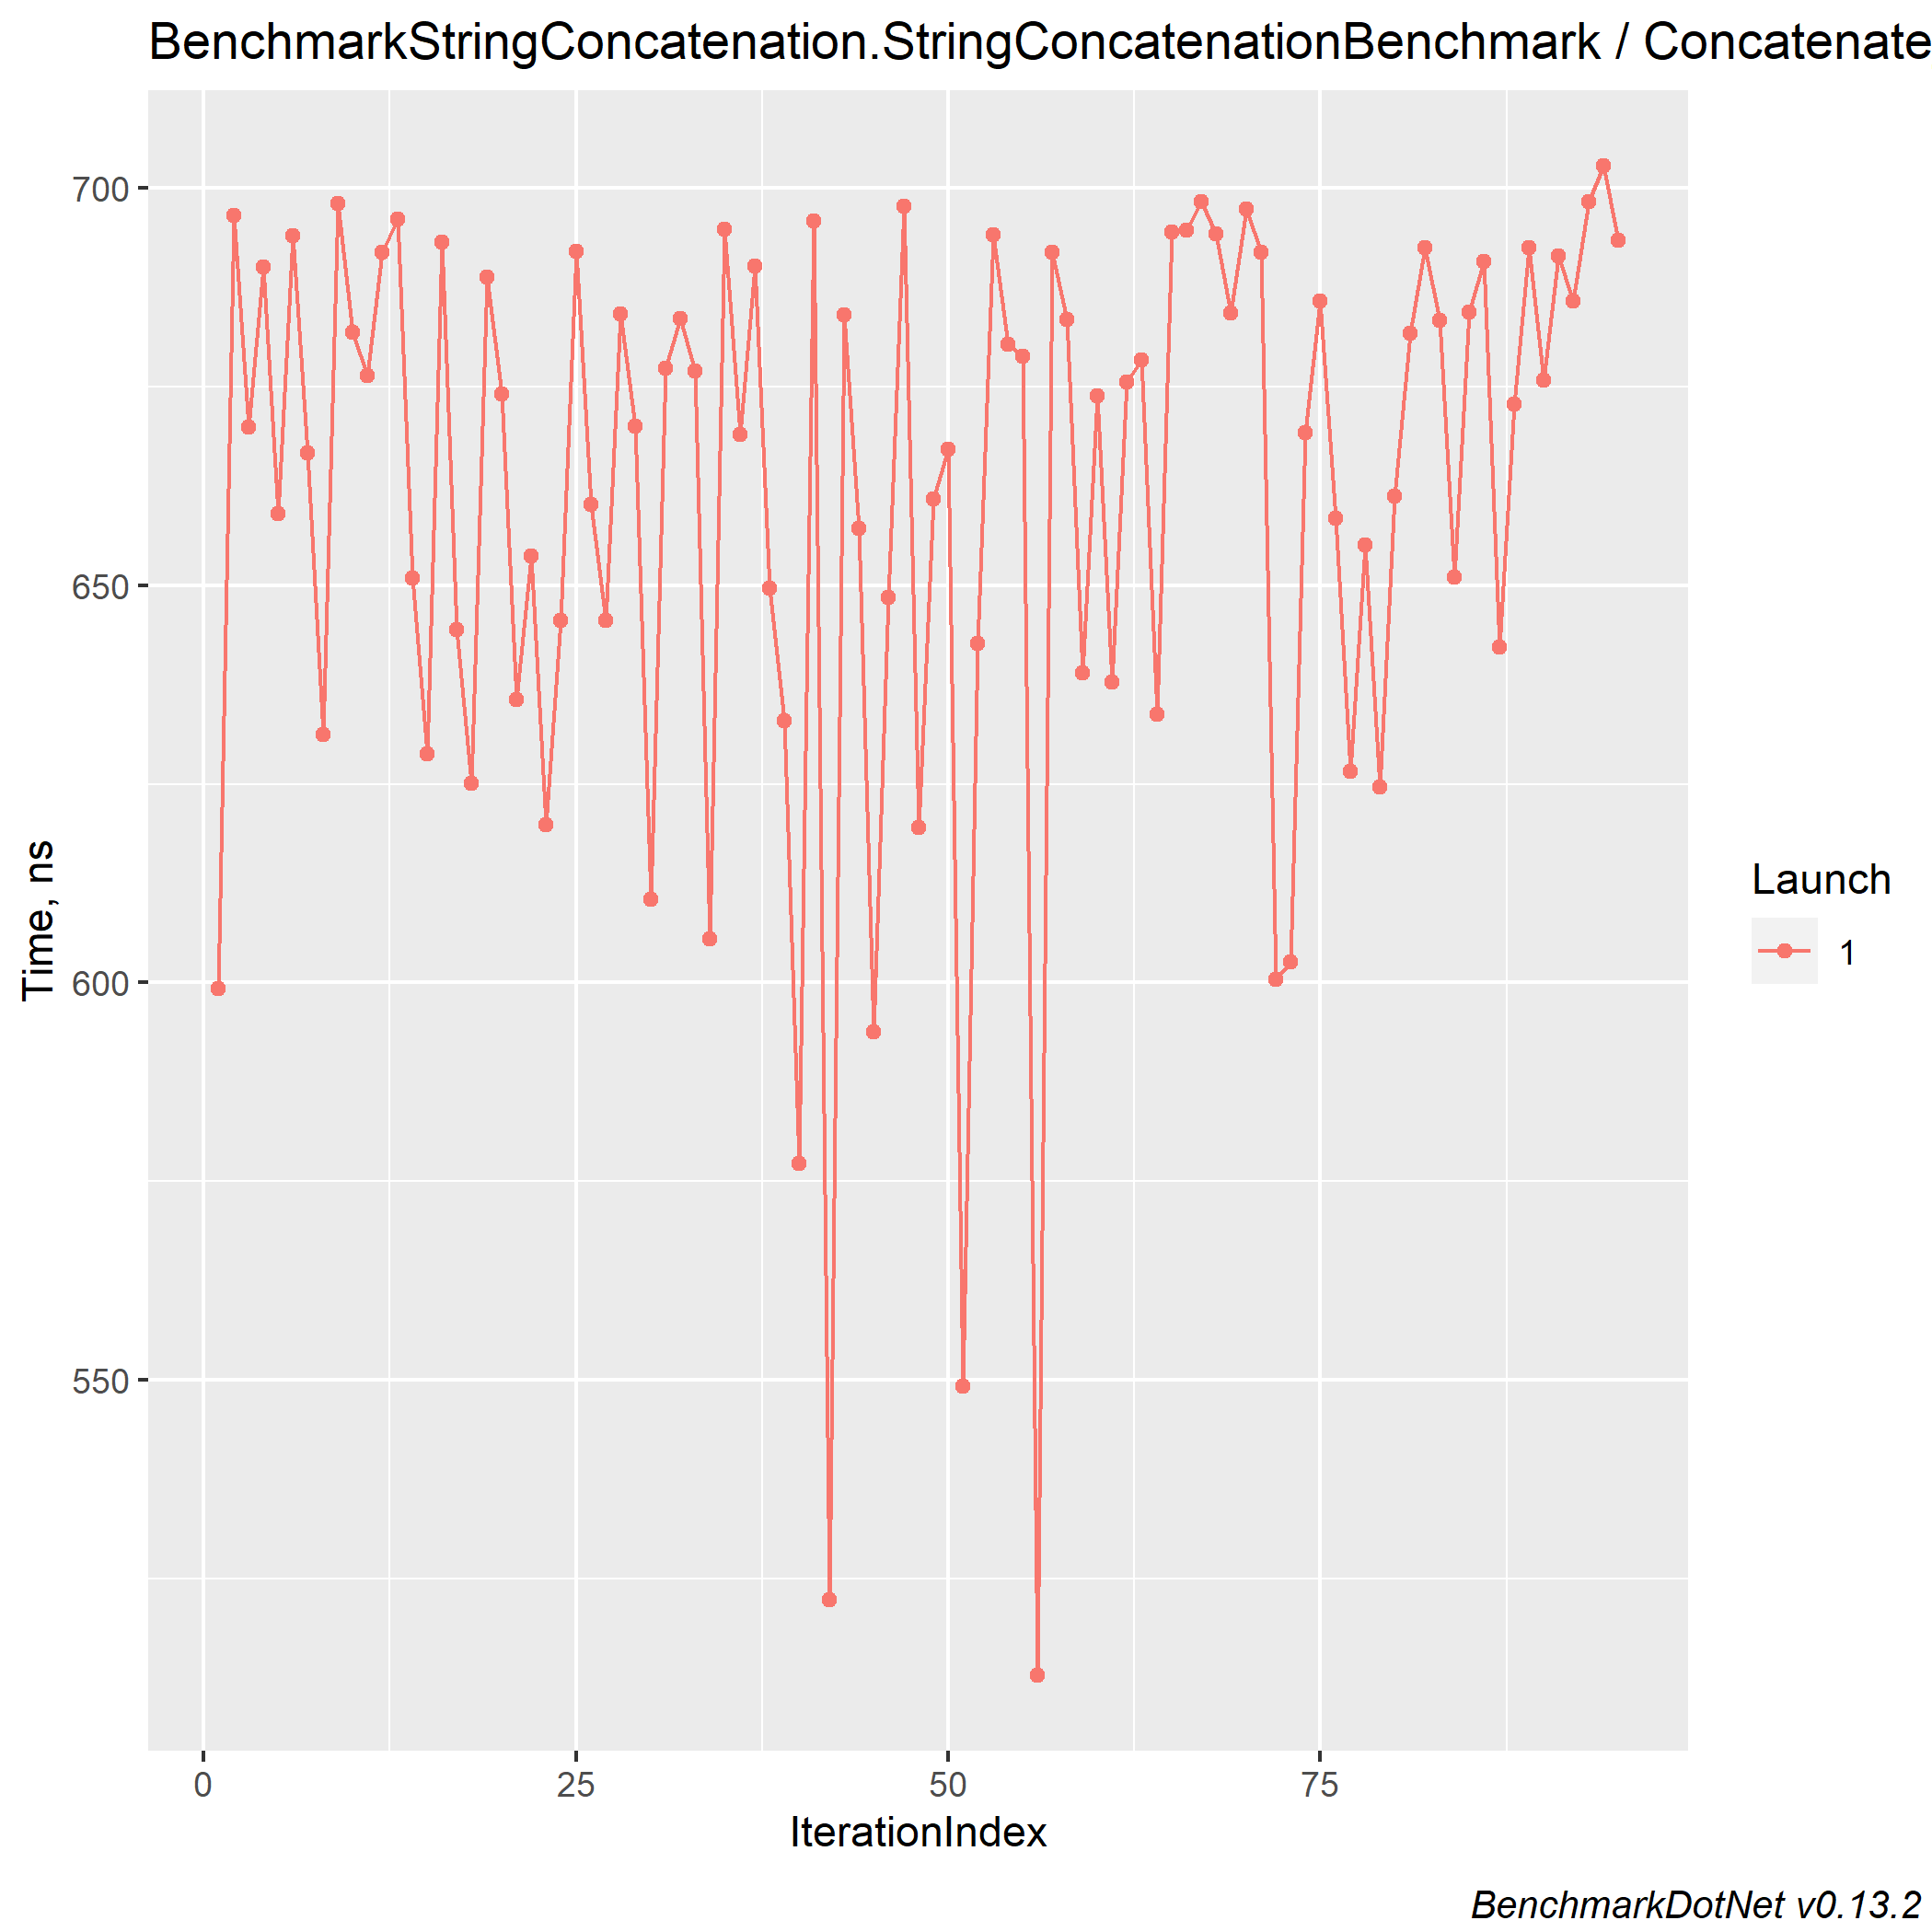 BenchmarkStringConcatenation.StringConcatenationBenchmark / Concatenate
700
650
600
550
Time, ns
0 25 50 75
IterationIndex
Launch
1
BenchmarkDotNet v0.13.2